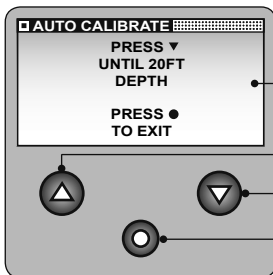 AUTO CALIBRATE
PRESS ▼
UNTIL 20FT
DEPTH
PRESS ●
TO EXIT